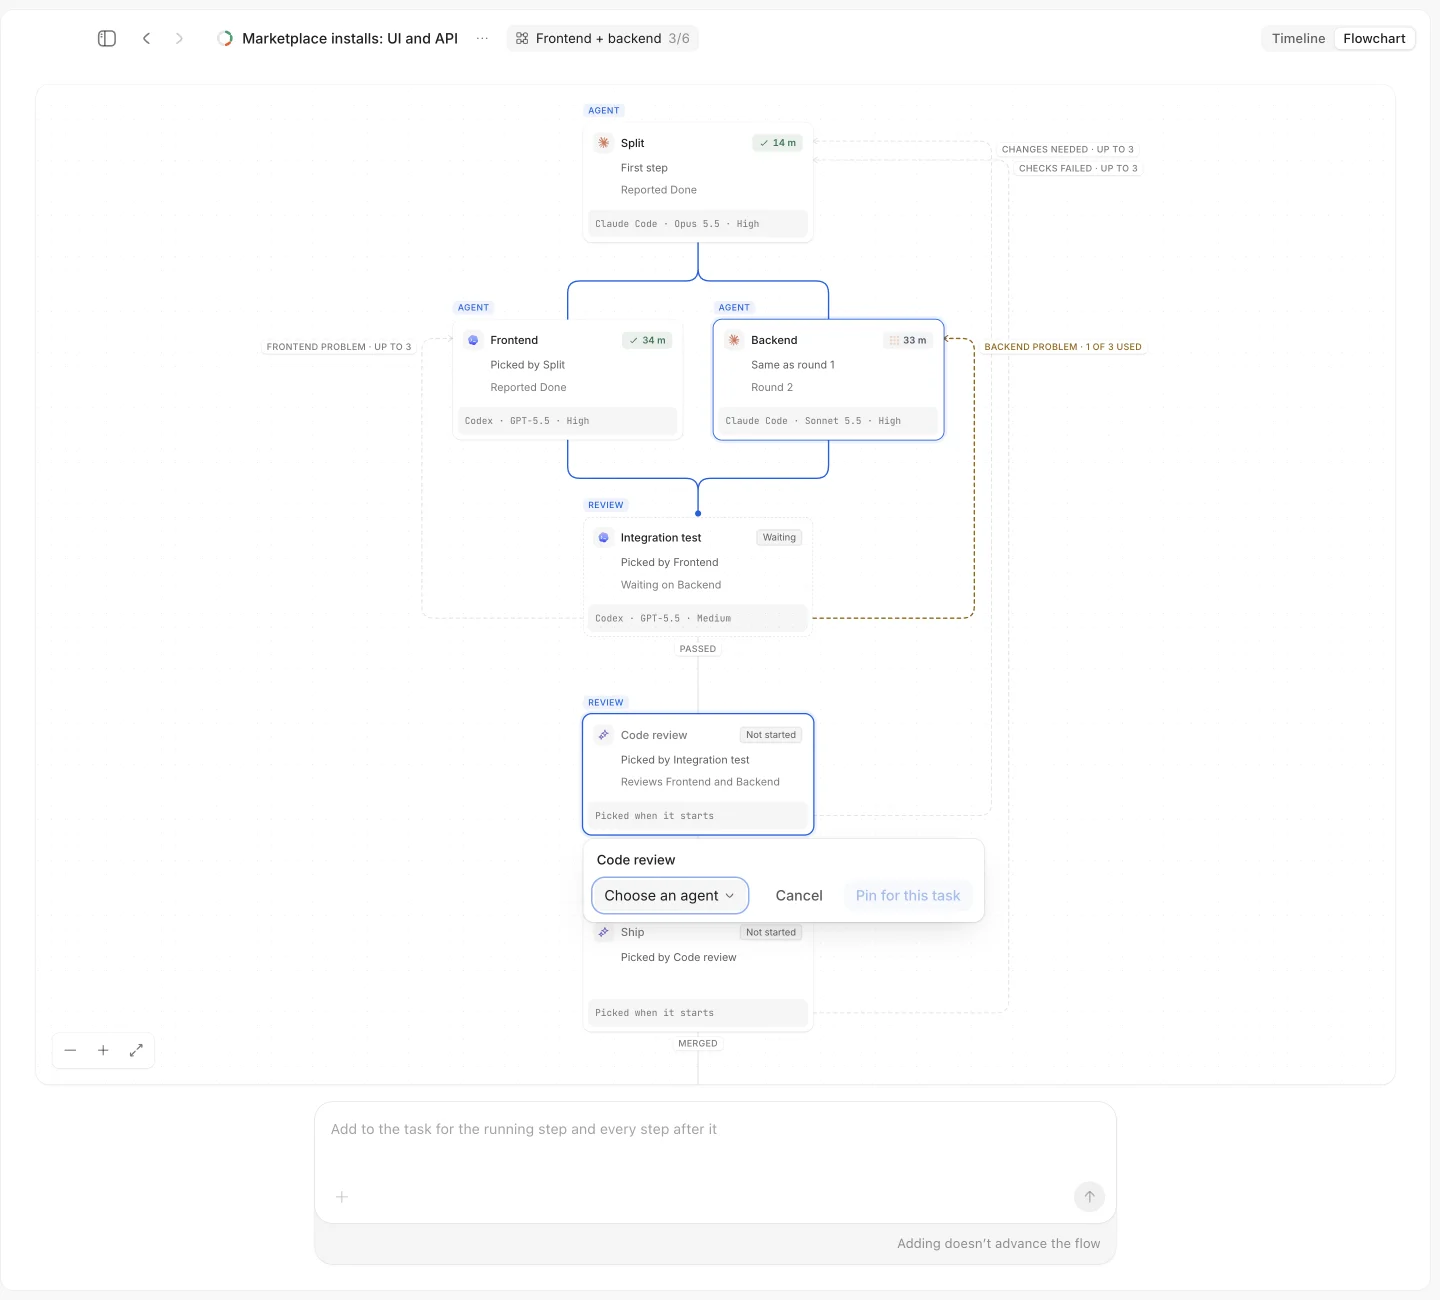 Marketplace installs: UI and API
Frontend + backend 3/6
Timeline
Flowchart
AGENT
Split
14 m
First step
Reported Done
Claude Code · Opus 5.5 · High
CHANGES NEEDED · UP TO 3
CHECKS FAILED · UP TO 3
FRONTEND PROBLEM · UP TO 3
AGENT
Frontend
34 m
Picked by Split
Reported Done
Codex · GPT-5.5 · High
AGENT
Backend
33 m
Same as round 1
Round 2
Claude Code · Sonnet 5.5 · High
BACKEND PROBLEM · 1 OF 3 USED
REVIEW
Integration test
Waiting
Picked by Frontend
Waiting on Backend
Codex · GPT-5.5 · Medium
PASSED
REVIEW
Code review
Not started
Picked by Integration test
Reviews Frontend and Backend
Picked when it starts
Code review
Choose an agent
Cancel
Pin for this task
Ship
Not started
Picked by Code review
Picked when it starts
MERGED
Add to the task for the running step and every step after it
Adding doesn't advance the flow